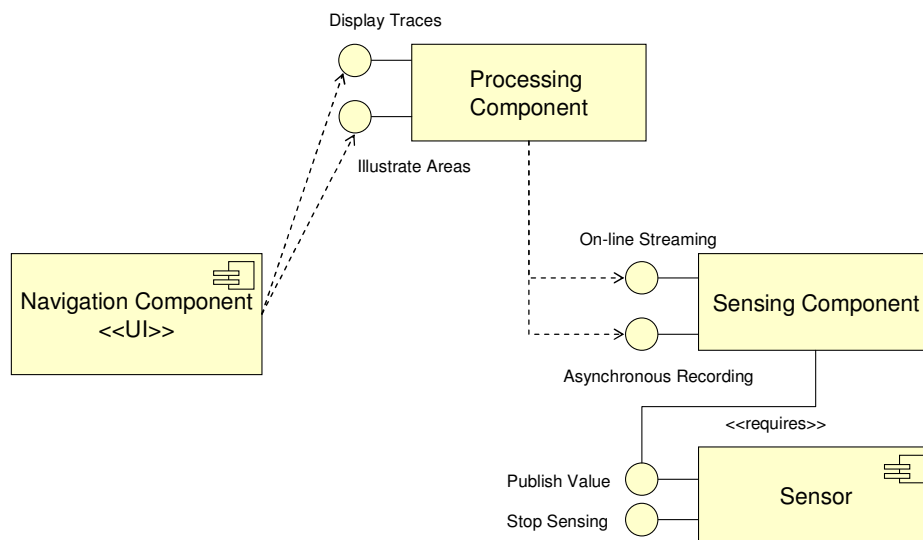 Display Traces
Processing
Component
Illustrate Areas
On-line Streaming
Navigation Component
<<UI>>
Sensing Component
Asynchronous Recording
<<requires>>
Publish Value
Sensor
Stop Sensing